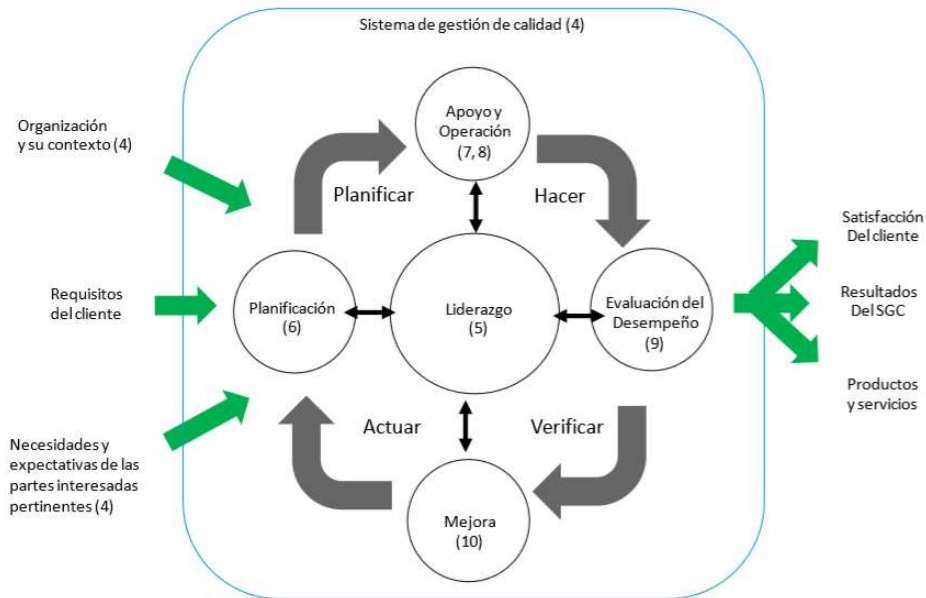 Sistema de gestión de calidad (4)
Organización
y su contexto (4)
Requisitos
del cliente
Necesidades y
expectativas de las
partes interesadas
pertinentes (4)
Apoyo y
Operación
(7, 8)
Planificar
Hacer
Planificación
(6)
Liderazgo
(5)
Evaluación del
Desempeño
(9)
Actuar
Verificar
Mejora
(10)
Satisfacción
Del cliente
Resultados
Del SGC
Productos
y servicios